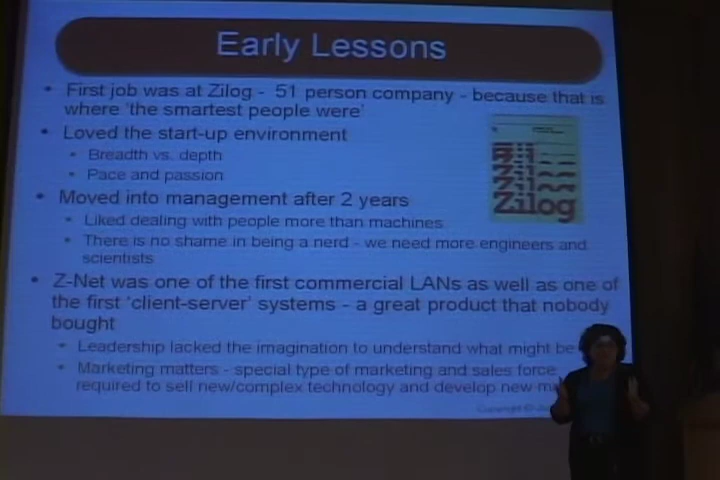 Early Lessons
• First job was at Zilog - 51 person company - because that is
where 'the smartest people were'
• Loved the start-up environment
• Breadth vs. depth
• Pace and passion
• Moved into management after 2 years
• Liked dealing with people more than machines
• There is no shame in being a nerd - we need more engineers and
scientists
Zilog
• Z-Net was one of the first commercial LANs as well as one of
the first 'client-server' systems - a great product that nobody
bought
• Leadership lacked the imagination to understand what might be
• Marketing matters - special type of marketing and sales force
required to sell new/complex technology and develop new
Copyright ©